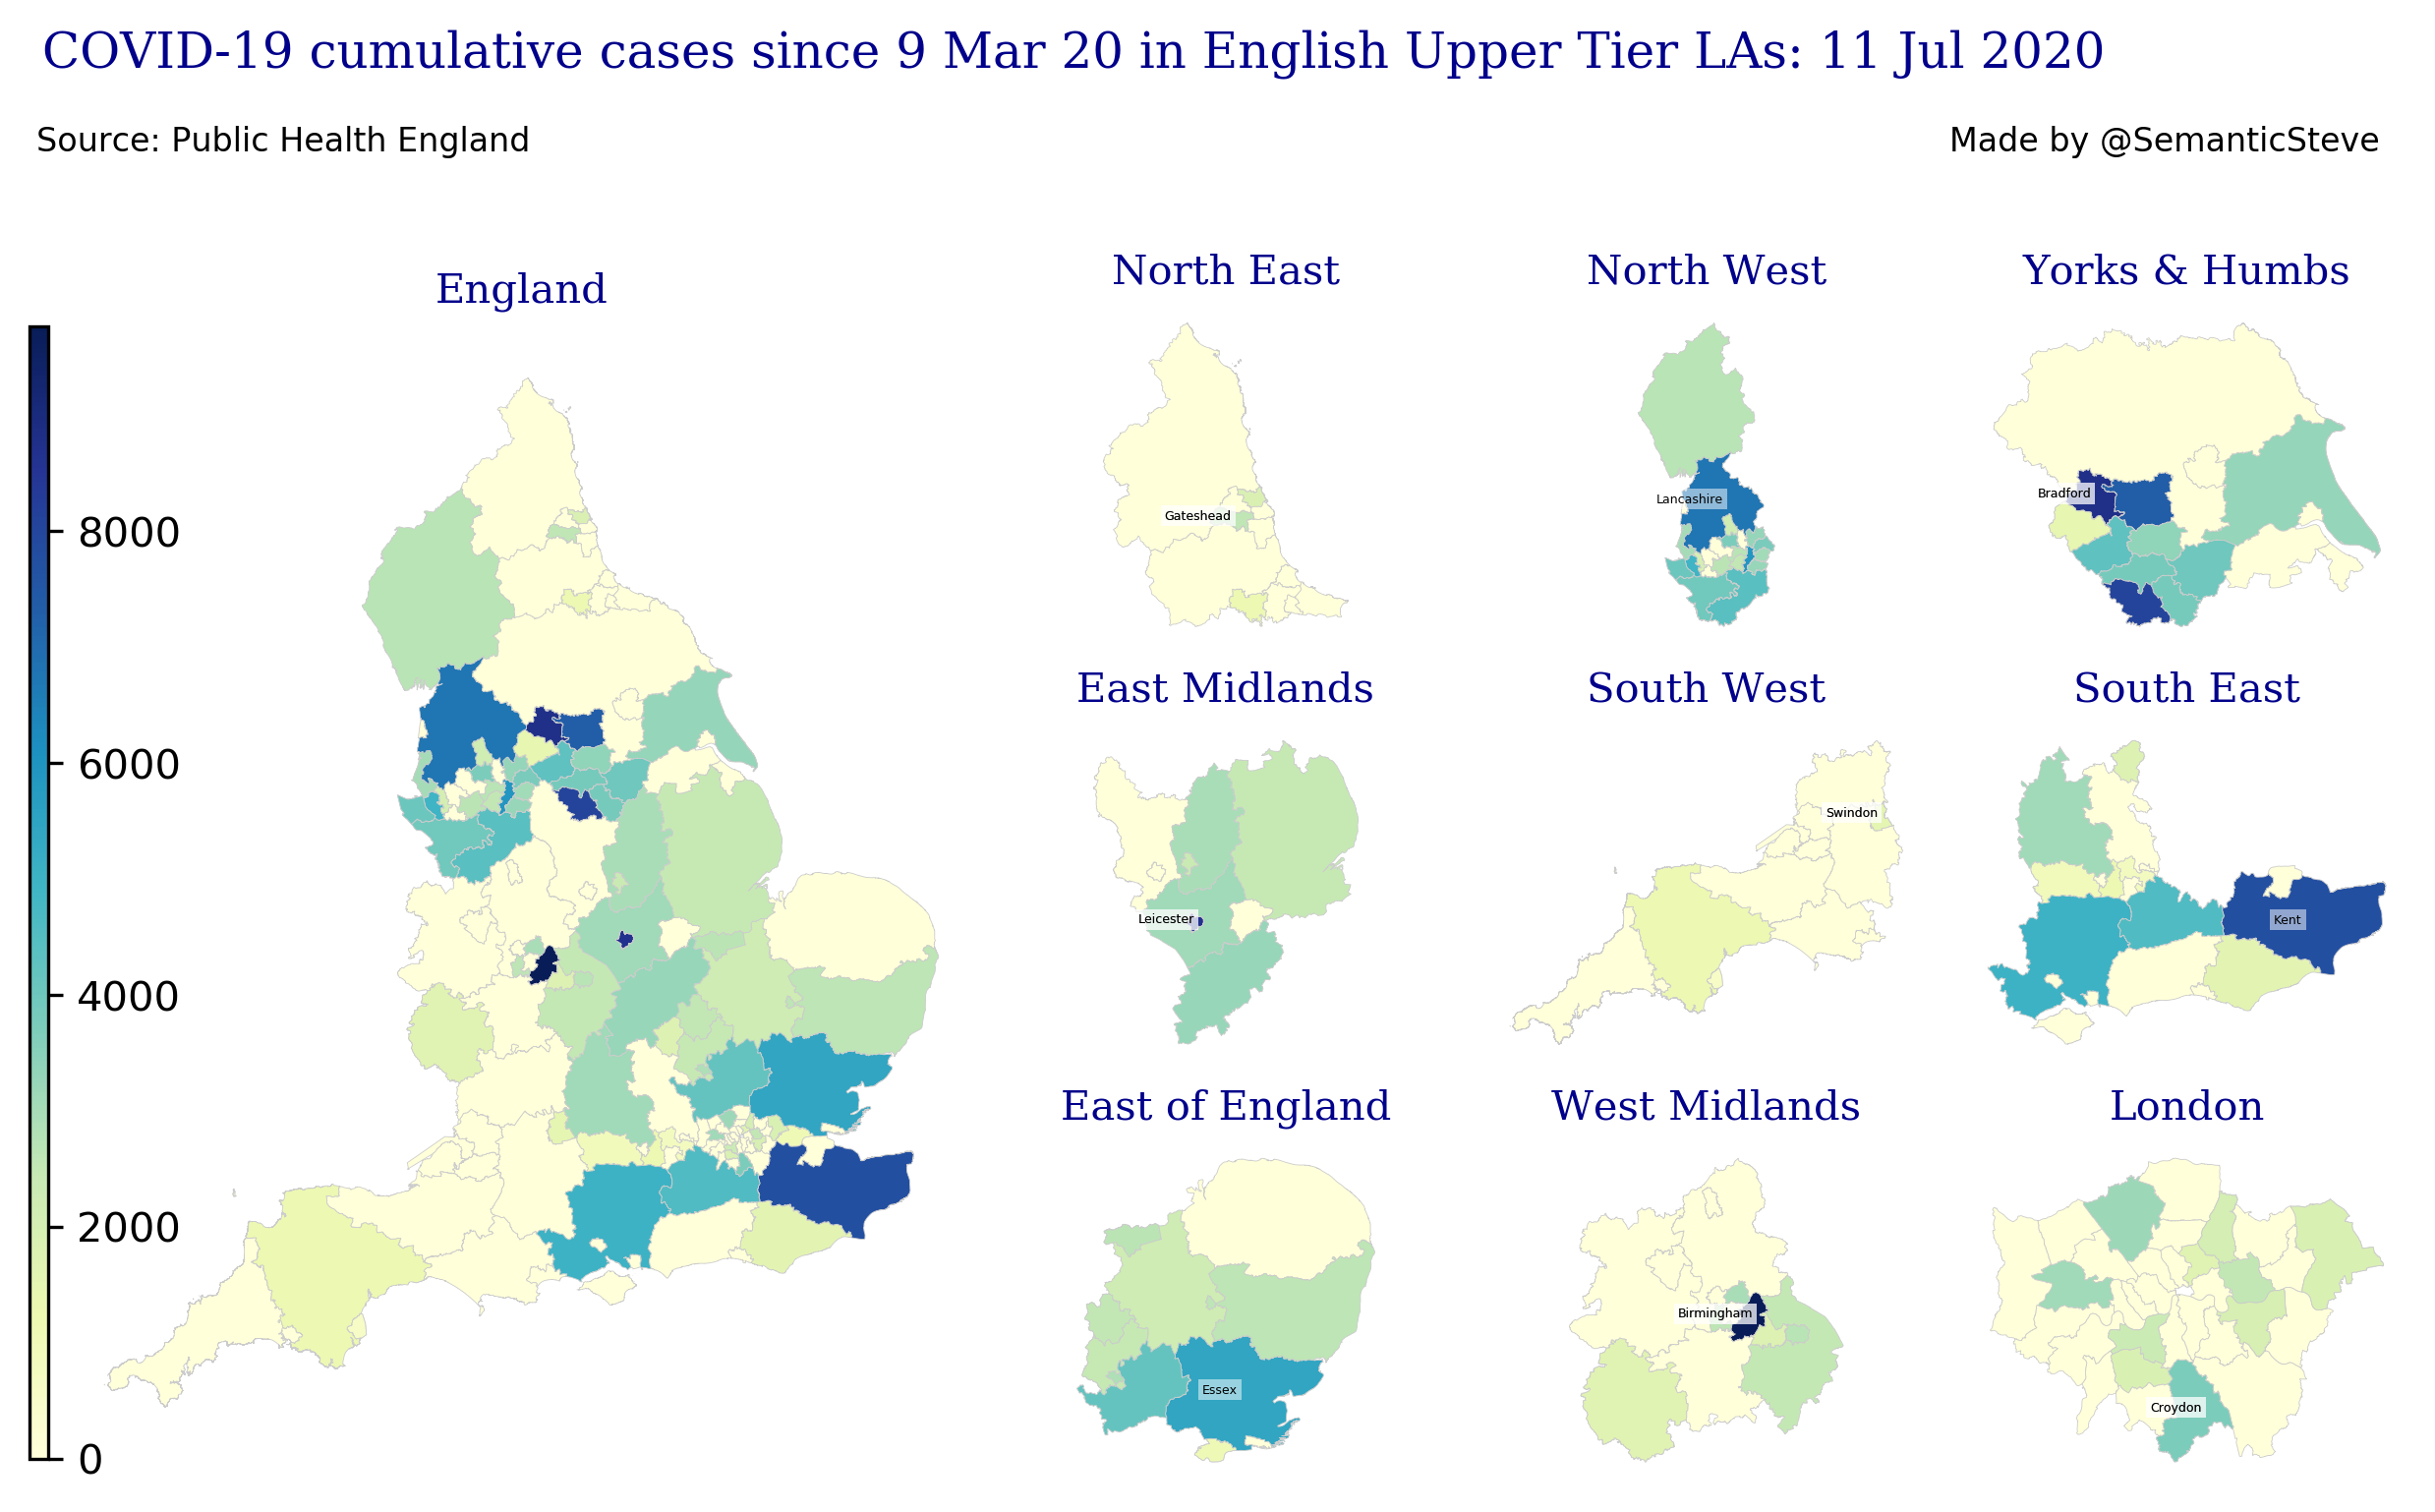 COVID-19 cumulative cases since 9 Mar 20 in English Upper Tier LAs: 11 Jul 2020
Source: Public Health England
Made by @SemanticSteve
England
8000
6000
4000
2000
0
North East
Gateshead
North West
Lancashire
Yorks & Humbs
Bradford
East Midlands
Leicester
South West
Swindon
South East
Kent
East of England
Essex
West Midlands
Birmingham
London
Croydon